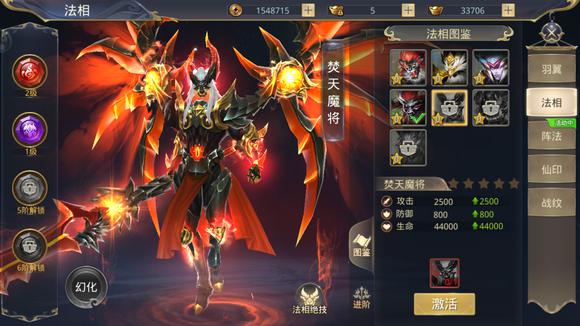 法相
1548715
5
33706
焚天魔将
法相图鉴
2级
1级
5阶解锁
6阶解锁
幻化
法相绝技
图鉴
进阶
焚天魔将
攻击 2500 2500
防御 800 800
生命 44000 44000
激活
羽翼
法相
活动中
阵法
仙印
战纹